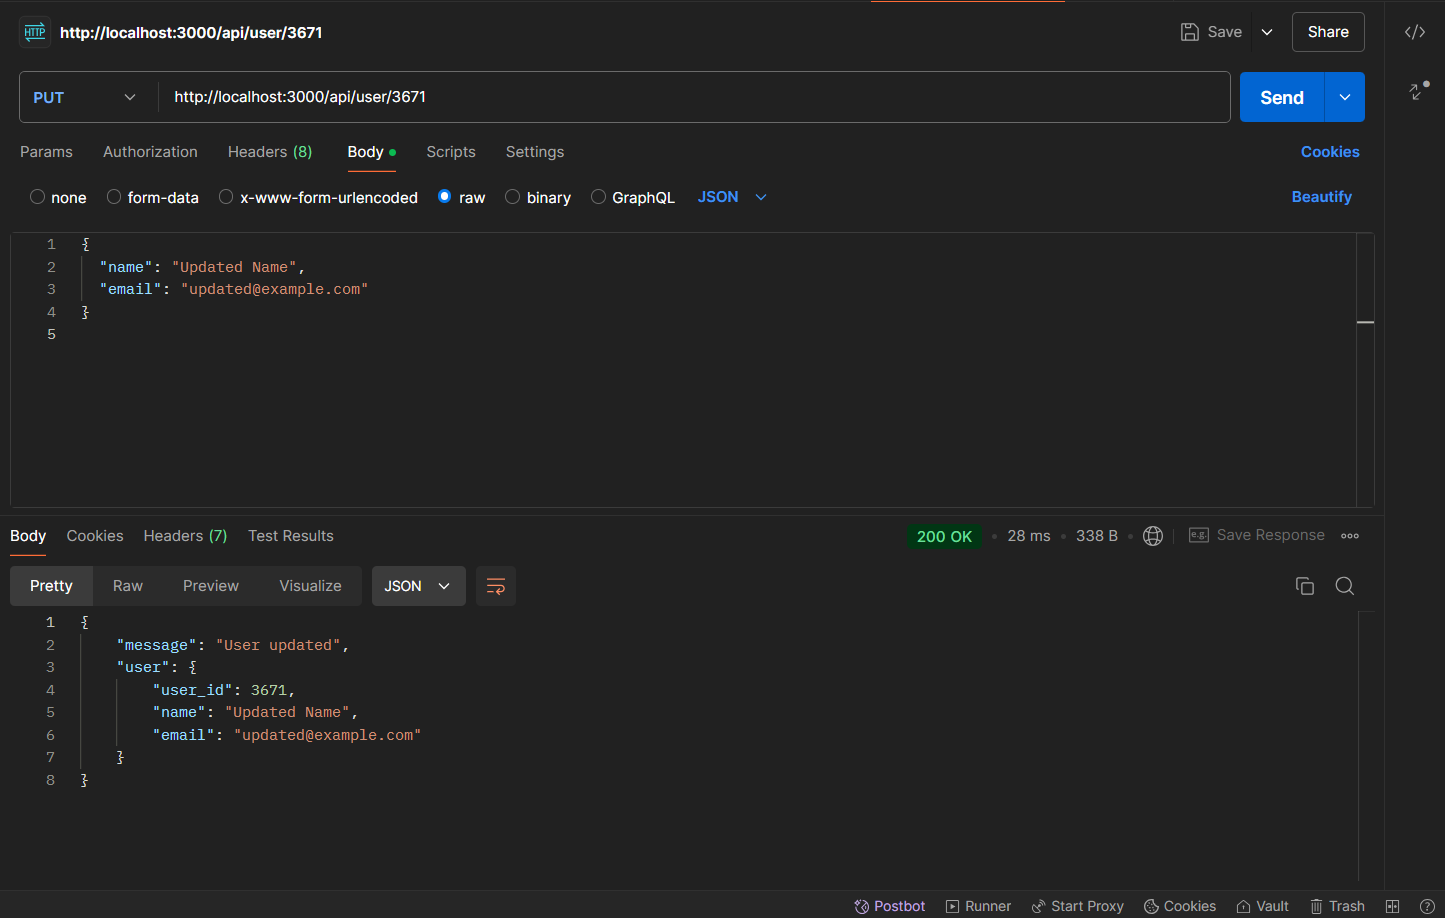 HTTP http://localhost:3000/api/user/3671 Save Share
PUT http://localhost:3000/api/user/3671 Send
Params Authorization Headers (8) Body Scripts Settings Cookies
none form-data x-www-form-urlencoded raw binary GraphQL JSON Beautify
1 {
2 "name": "Updated Name",
3 "email": "updated@example.com"
4 }
5
Body Cookies Headers (7) Test Results 200 OK 28 ms 338 B e.g. Save Response
Pretty Raw Preview Visualize JSON
1 {
2 "message": "User updated",
3 "user": {
4 "user_id": 3671,
5 "name": "Updated Name",
6 "email": "updated@example.com"
7 }
8 }
Postbot Runner Start Proxy Cookies Vault Trash